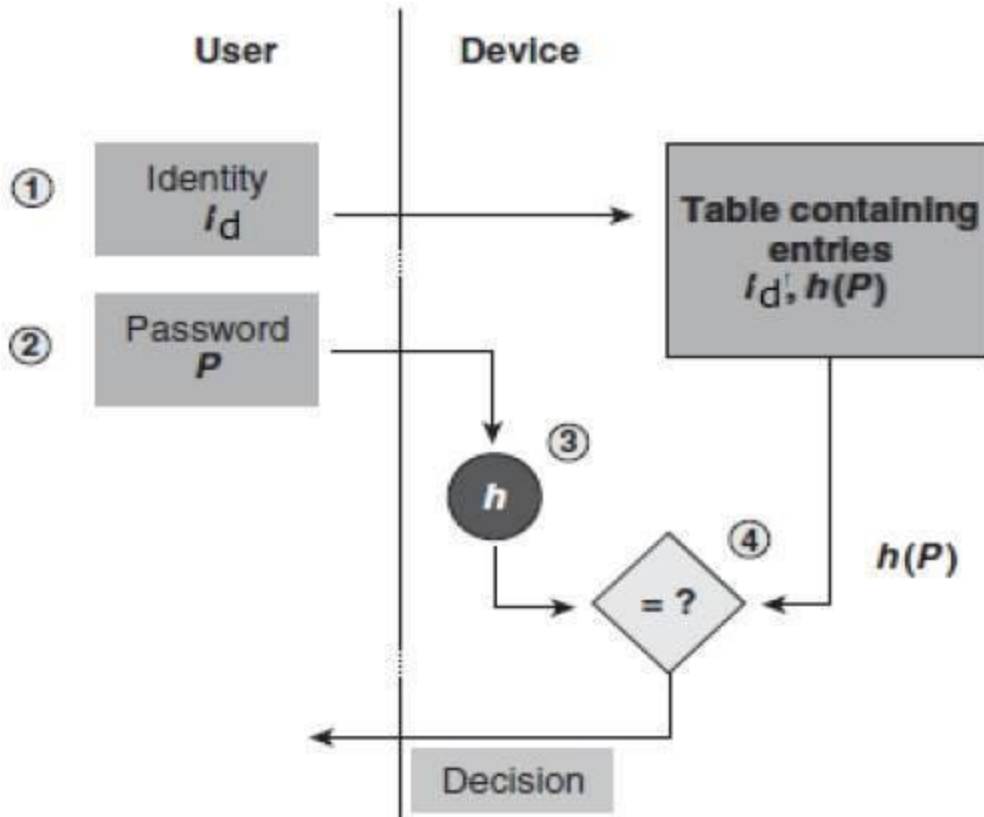 User
Device
①
Identity
Id
Table containing
entries
Id', h(P)
②
Password
P
③
h
④
= ?
h(P)
Decision